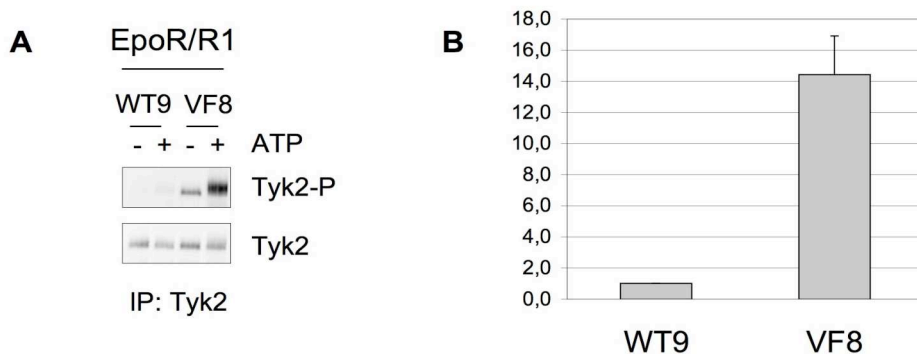 A
EpoR/R1
WT9 VF8
- + - + ATP
Tyk2-P
Tyk2
IP: Tyk2
B
18,0
16,0
14,0
12,0
10,0
8,0
6,0
4,0
2,0
0,0
WT9 VF8